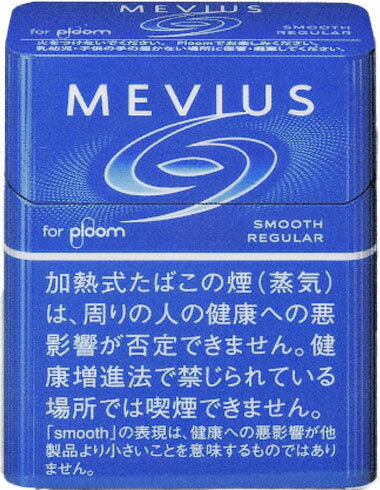 for ploom
SMOOTH
REGULAR
火をつけないでください。 Ploomでお楽しみください。
乳幼児・子供の手の届かない場所に保管・廃棄してください。
MEVIUS
for ploom
SMOOTH
REGULAR
加熱式たばこの煙(蒸気)
は、周りの人の健康への悪
影響が否定できません。健
康増進法で禁じられている
場所では喫煙できません。
「smooth」の表現は、健康への悪影響が他
製品より小さいことを意味するものではあり
ません。